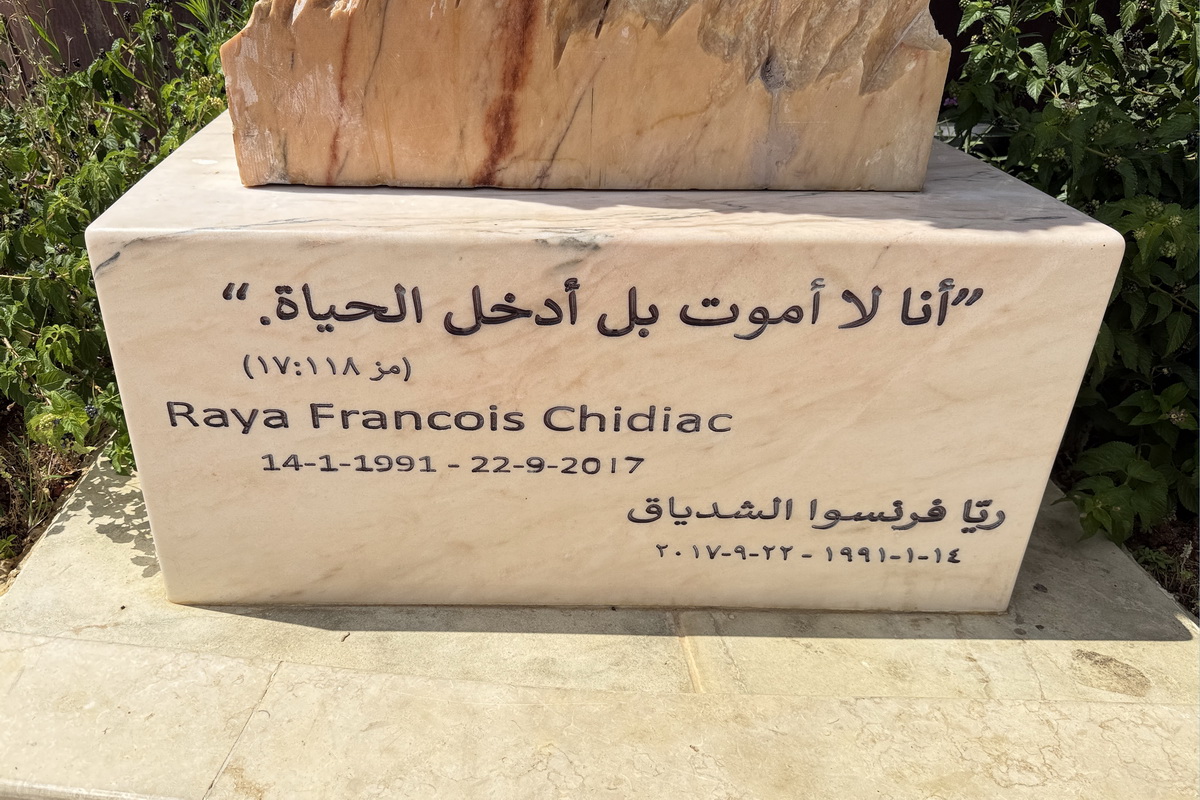 ”أنا لا أموت بل أدخل الحياة.“
(مز ١١٨:١٧)
Raya Francois Chidiac
14-1-1991 - 22-9-2017
ريّا فرنسوا الشدياق
١٤-١-١٩٩١ - ٢٢-٩-٢٠١٧